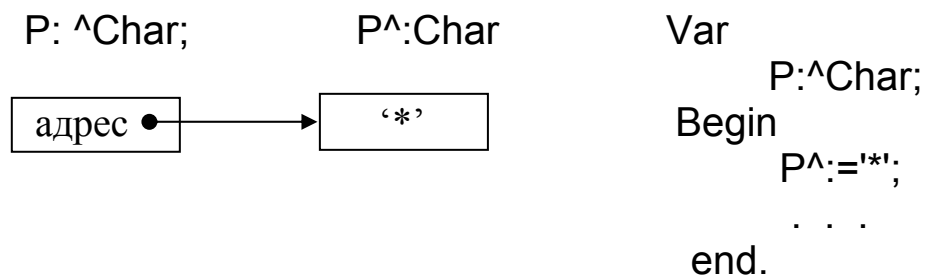 P: ^Char;
P^:Char
адрес
‘*’
Var
P:^Char;
Begin
P^:='*';
. . .
end.